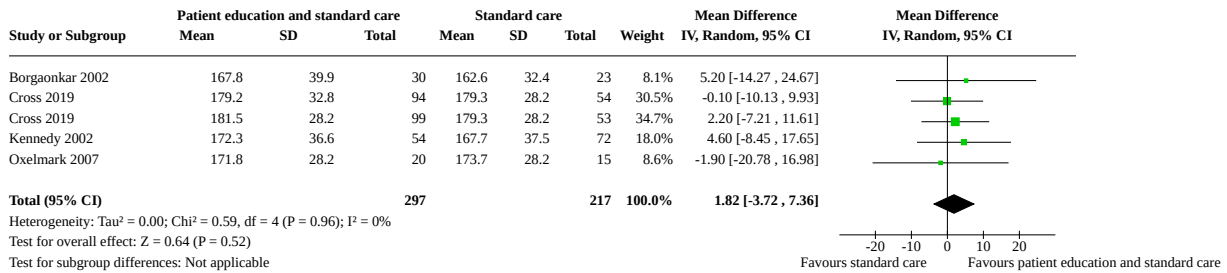 Patient education and standard care Standard care Mean Difference Mean Difference
Study or Subgroup Mean SD Total Mean SD Total Weight IV, Random, 95% CI IV, Random, 95% CI
Borgaonkar 2002 167.8 39.9 30 162.6 32.4 23 8.1% 5.20 [-14.27 , 24.67]
Cross 2019 179.2 32.8 94 179.3 28.2 54 30.5% -0.10 [-10.13 , 9.93]
Cross 2019 181.5 28.2 99 179.3 28.2 53 34.7% 2.20 [-7.21 , 11.61]
Kennedy 2002 172.3 36.6 54 167.7 37.5 72 18.0% 4.60 [-8.45 , 17.65]
Oxelmark 2007 171.8 28.2 20 173.7 28.2 15 8.6% -1.90 [-20.78 , 16.98]
Total (95% CI) 297 217 100.0% 1.82 [-3.72 , 7.36]
Heterogeneity: Tau² = 0.00; Chi² = 0.59, df = 4 (P = 0.96); I² = 0%
Test for overall effect: Z = 0.64 (P = 0.52) -20 -10 0 10 20
Test for subgroup differences: Not applicable Favours standard care Favours patient education and standard care